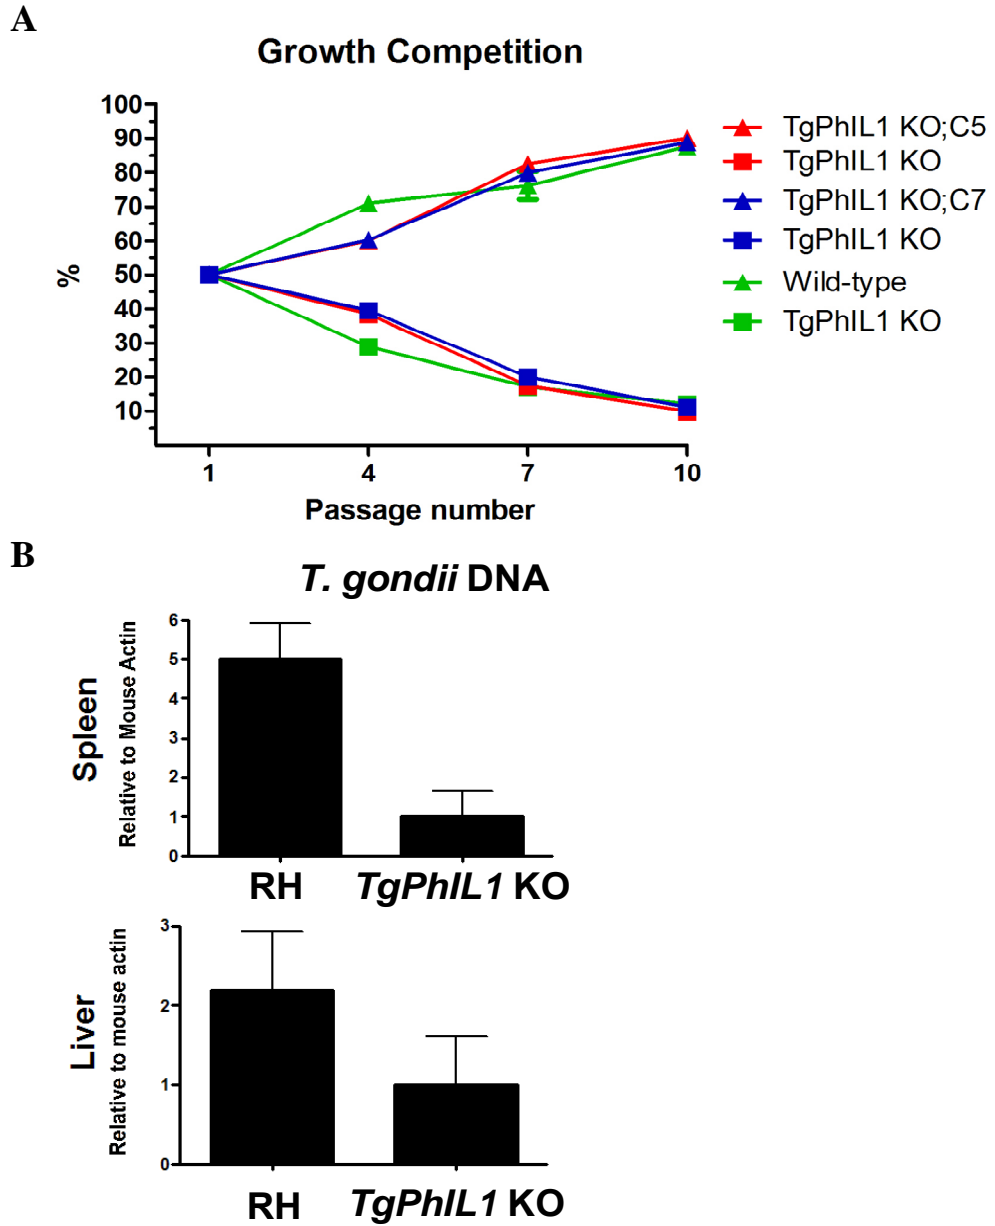 A
Growth Competition
100
90
80
70
60
50
40
30
20
10
%
1 4 7 10
Passage number
TgPhIL1 KO;C5
TgPhIL1 KO
TgPhIL1 KO;C7
TgPhIL1 KO
Wild-type
TgPhIL1 KO
B
T. gondii DNA
Spleen
Relative to Mouse Actin
6
5
4
3
2
1
0
RH TgPhIL1 KO
Liver
Relative to mouse actin
3
2
1
0
RH TgPhIL1 KO